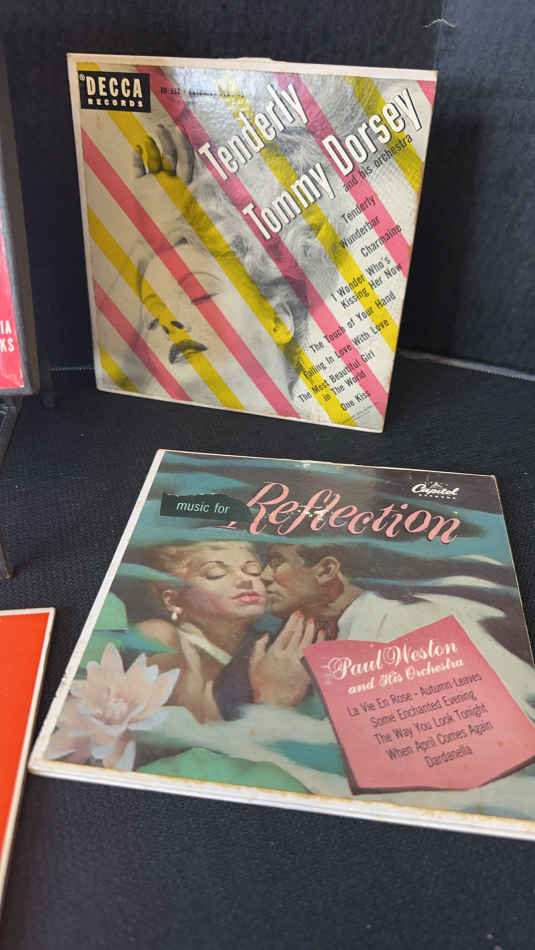 DECCA
RECORDS
Tenderly
Tommy Dorsey
and his orchestra
Tenderly
Wunderbar
Charmaine
I Wonder Who's
Kissing Her Now
The Touch of Your Hand
Falling In Love With Love
The Most Beautiful Girl
in The World
One Kiss
IA
KS
Capitol
RECORDS
music for
Reflection
Paul Weston
and His Orchestra
La Vie En Rose - Autumn Leaves
Some Enchanted Evening
The Way You Look Tonight
When April Comes Again
Dardanella